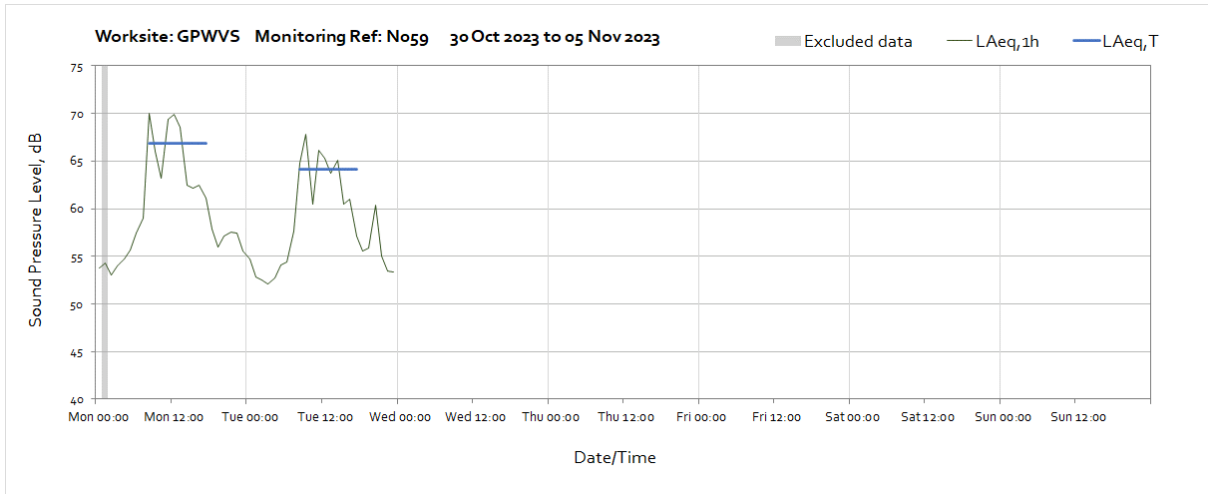 Worksite: GPWVS Monitoring Ref: N059 30 Oct 2023 to 05 Nov 2023
Excluded data LAeq,1h LAeq,T
75
70
65
60
55
50
45
40
Sound Pressure Level, dB
Mon 00:00 Mon 12:00 Tue 00:00 Tue 12:00 Wed 00:00 Wed 12:00 Thu 00:00 Thu 12:00 Fri 00:00 Fri 12:00 Sat 00:00 Sat 12:00 Sun 00:00 Sun 12:00
Date/Time